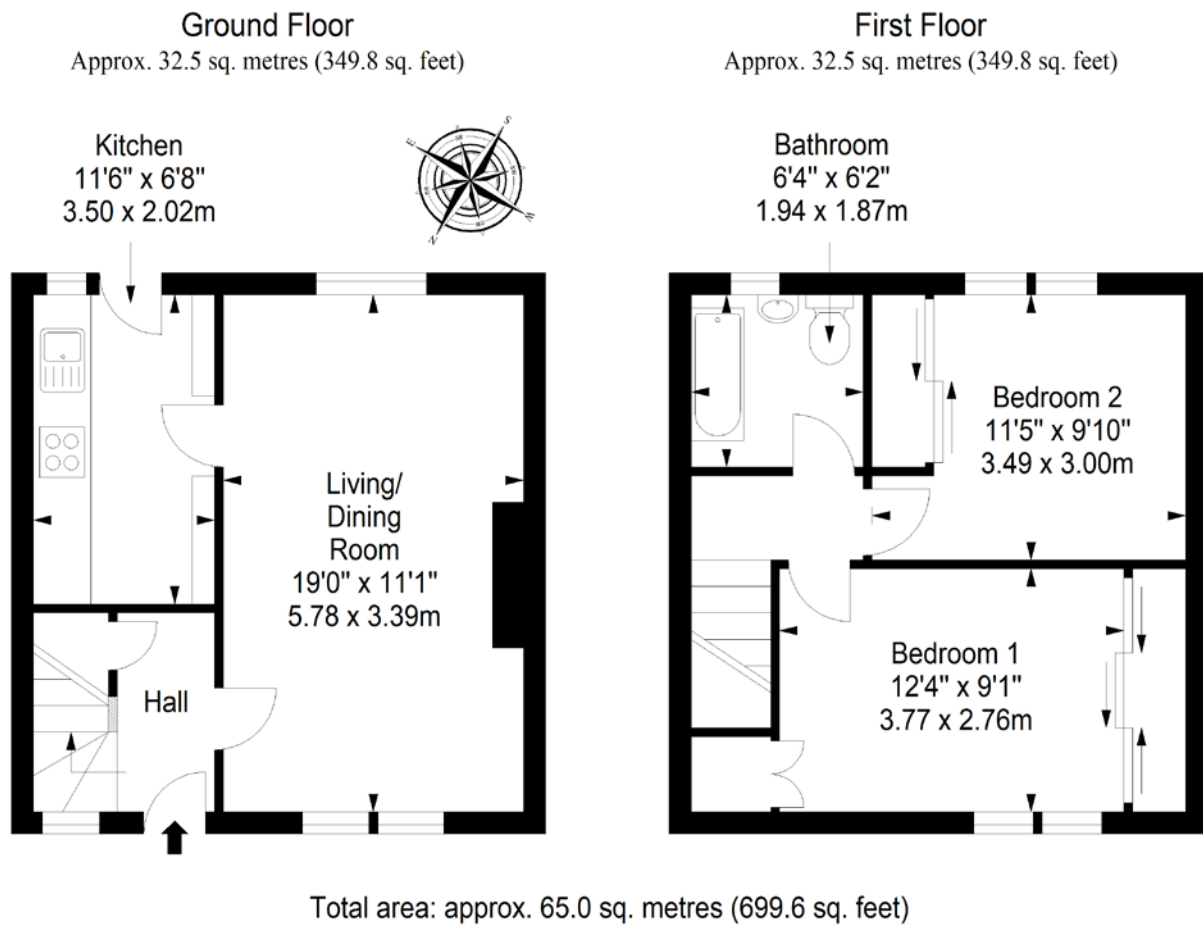 Ground Floor
Approx. 32.5 sq. metres (349.8 sq. feet)
First Floor
Approx. 32.5 sq. metres (349.8 sq. feet)
Kitchen
11'6" x 6'8"
3.50 x 2.02m
S
E
W
N
Bathroom
6'4" x 6'2"
1.94 x 1.87m
Living/
Dining
Room
19'0" x 11'1"
5.78 x 3.39m
Hall
Bedroom 2
11'5" x 9'10"
3.49 x 3.00m
Bedroom 1
12'4" x 9'1"
3.77 x 2.76m
Total area: approx. 65.0 sq. metres (699.6 sq. feet)